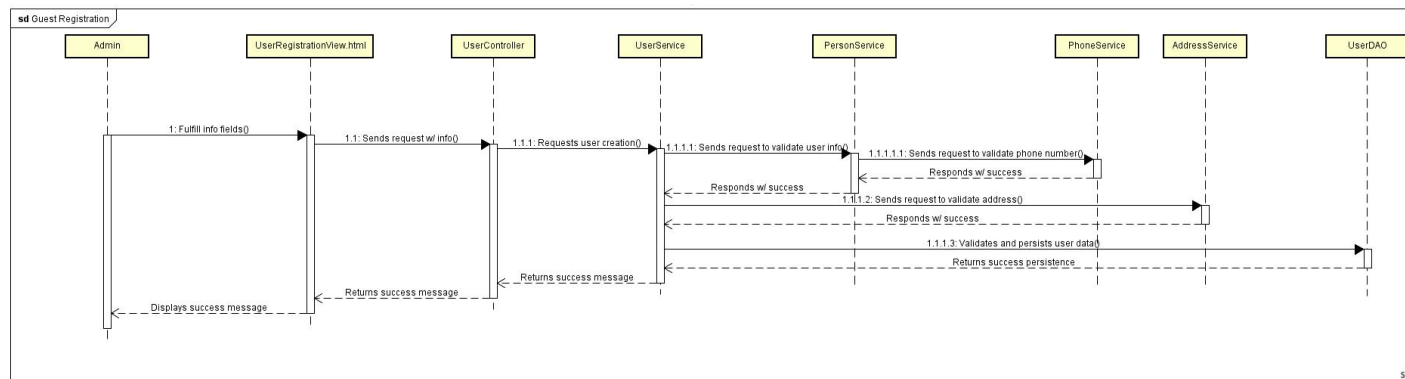 sd Guest Registration
Admin
UserRegistrationView.html
UserController
UserService
PersonService
PhoneService
AddressService
UserDAO
1: Fulfill info fields()
1.1: Sends request w/ info()
1.1.1: Requests user creation()
1.1.1.1: Sends request to validate user info()
1.1.1.1.1: Sends request to validate phone number()
Responds w/ success
Responds w/ success
1.1.1.2: Sends request to validate address()
Responds w/ success
1.1.1.3: Validates and persists user data()
Returns success persistence
Returns success message
Returns success message
Displays success message
s